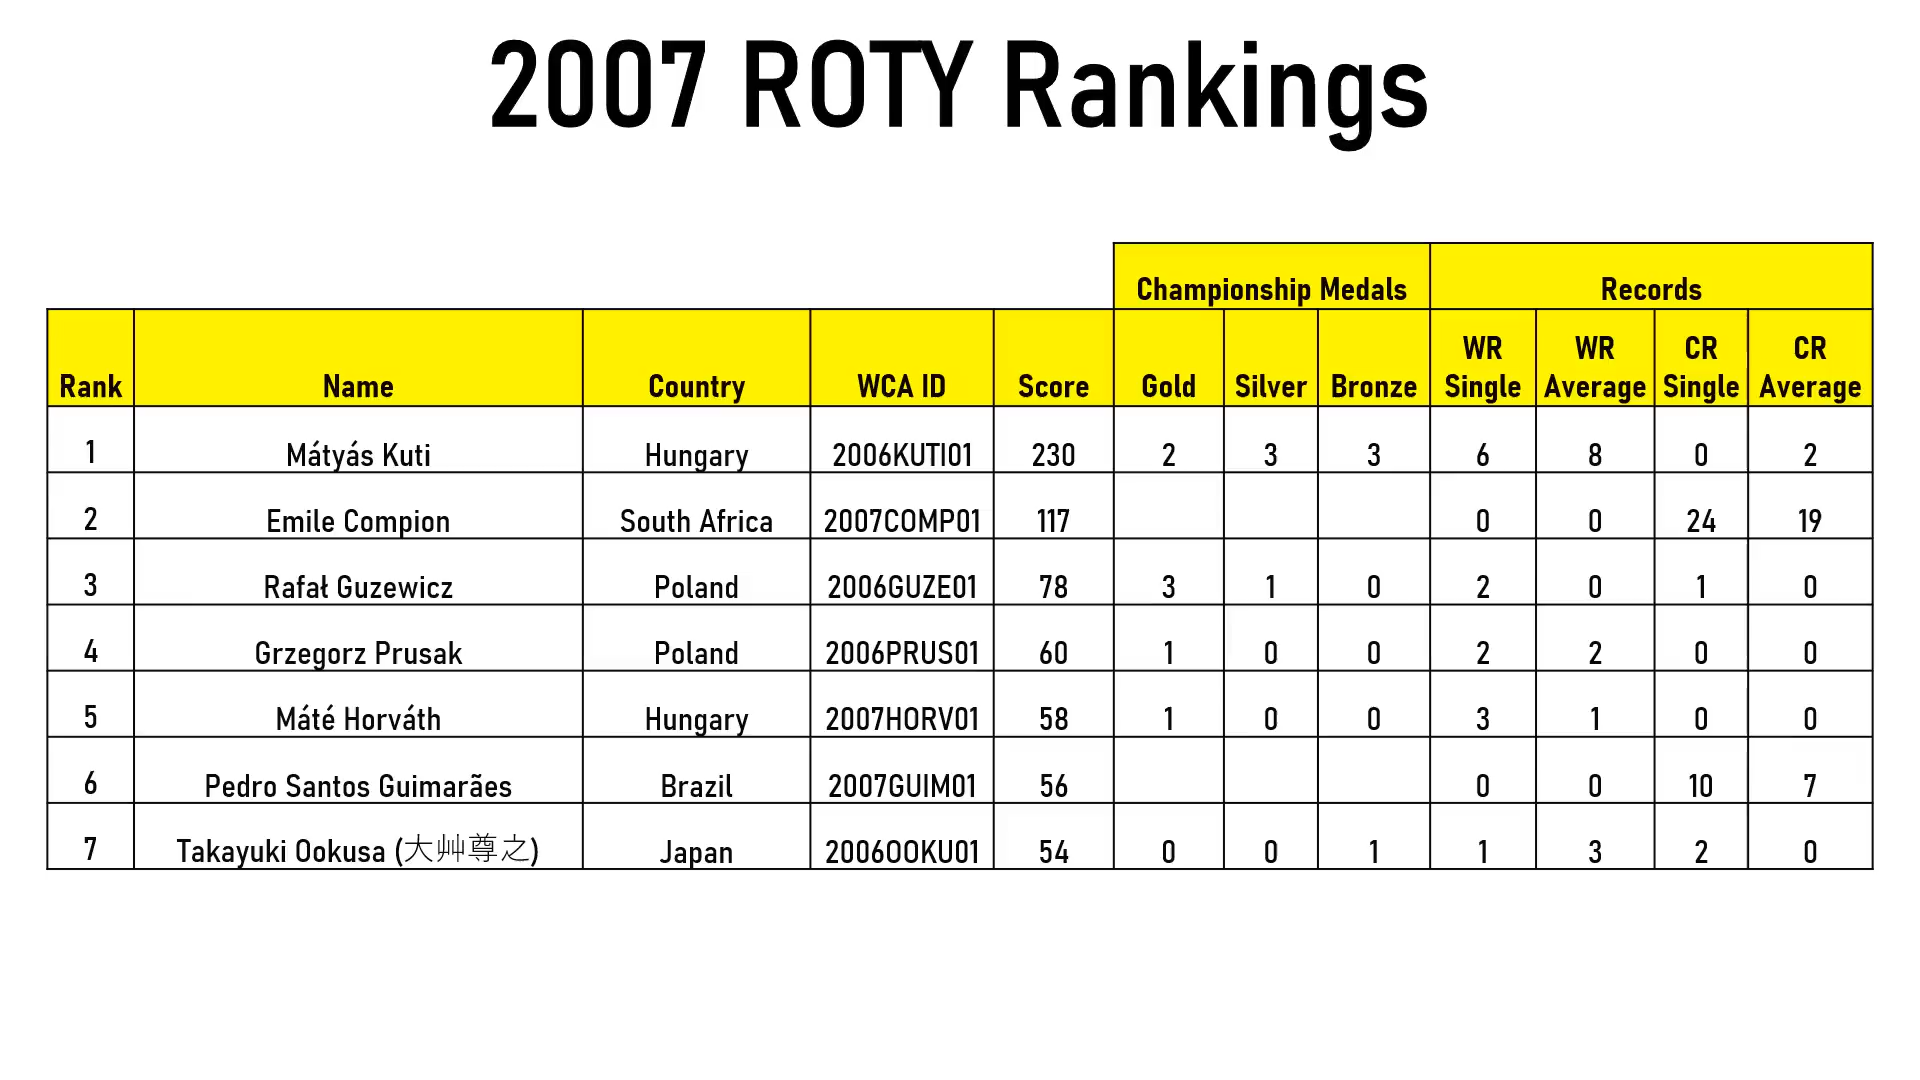 2007 ROTY Rankings
Championship Medals Records
Rank Name Country WCA ID Score Gold Silver Bronze WR Single WR Average CR Single CR Average
1 Mátyás Kuti Hungary 2006KUTI01 230 2 3 3 6 8 0 2
2 Emile Compion South Africa 2007COMP01 117 0 0 24 19
3 Rafał Guzewicz Poland 2006GUZE01 78 3 1 0 2 0 1 0
4 Grzegorz Prusak Poland 2006PRUS01 60 1 0 0 2 2 0 0
5 Máté Horváth Hungary 2007HORV01 58 1 0 0 3 1 0 0
6 Pedro Santos Guimarães Brazil 2007GUIM01 56 0 0 10 7
7 Takayuki Ookusa (大艸尊之) Japan 2006OOKU01 54 0 0 1 1 3 2 0